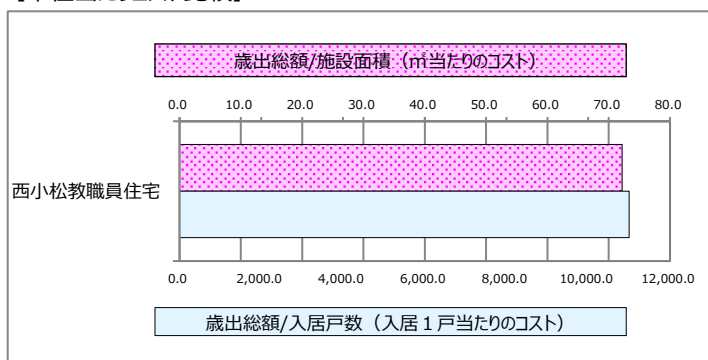 歳出総額/施設面積（㎡当たりのコスト）
0.0 10.0 20.0 30.0 40.0 50.0 60.0 70.0 80.0
西小松教職員住宅
0.0 2,000.0 4,000.0 6,000.0 8,000.0 10,000.0 12,000.0
歳出総額/入居戸数（入居１戸当たりのコスト）